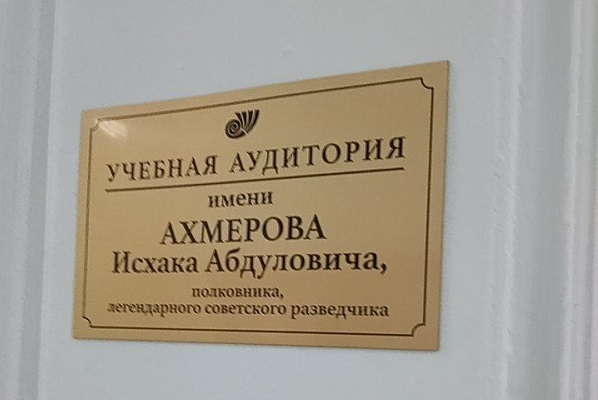 УЧЕБНАЯ АУДИТОРИЯ
имени
АХМЕРОВА
Исхака Абдуловича,
полковника,
легендарного советского разведчика